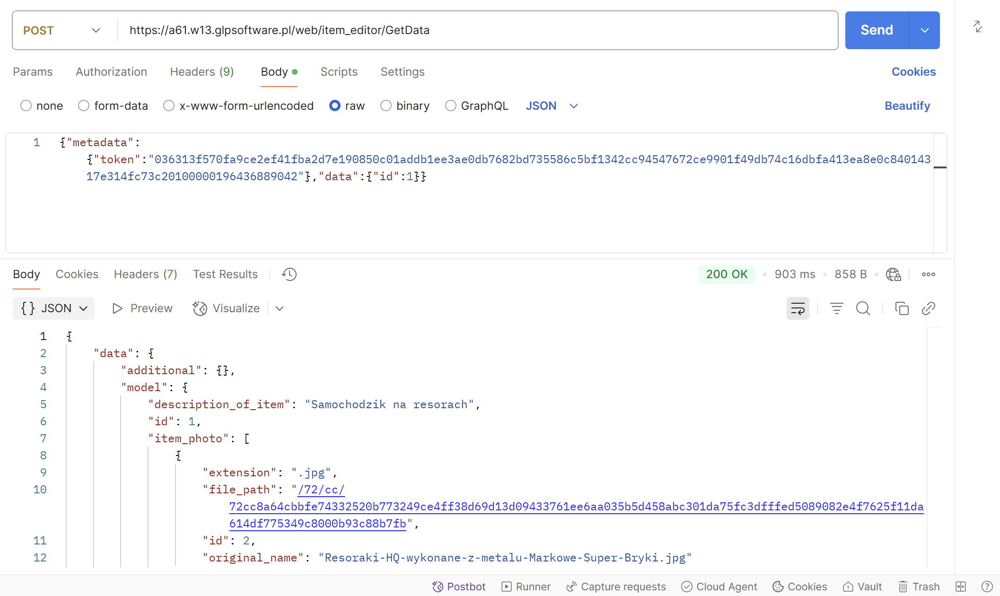 POST
https://a61.w13.glpsoftware.pl/web/item_editor/GetData
Send
Params Authorization Headers (9) Body Scripts Settings Cookies
none form-data x-www-form-urlencoded raw binary GraphQL JSON Beautify
1 {"metadata":
{"token":"036313f570fa9ce2ef41fba2d7e190850c01addb1ee3ae0db7682bd735586c5bf1342cc94547672ce9901f49db74c16dbfa413ea8e0c840143
17e314fc73c20100000196436889042"},"data":{"id":1}}
Body Cookies Headers (7) Test Results 200 OK 903 ms 858 B
{} JSON Preview Visualize
1 {
2 "data": {
3 "additional": {},
4 "model": {
5 "description_of_item": "Samochodzik na resorach",
6 "id": 1,
7 "item_photo": [
8 {
9 "extension": ".jpg",
10 "file_path": "/72/cc/
72cc8a64cbbfe74332520b773249ce4ff38d69d13d09433761ee6aa035b5d458abc301da75fc3dfffed5089082e4f7625f11da
614df775349c8000b93c88b7fb",
11 "id": 2,
12 "original_name": "Resoraki-HQ-wykonane-z-metalu-Markowe-Super-Bryki.jpg"
Postbot Runner Capture requests Cloud Agent Cookies Vault Trash